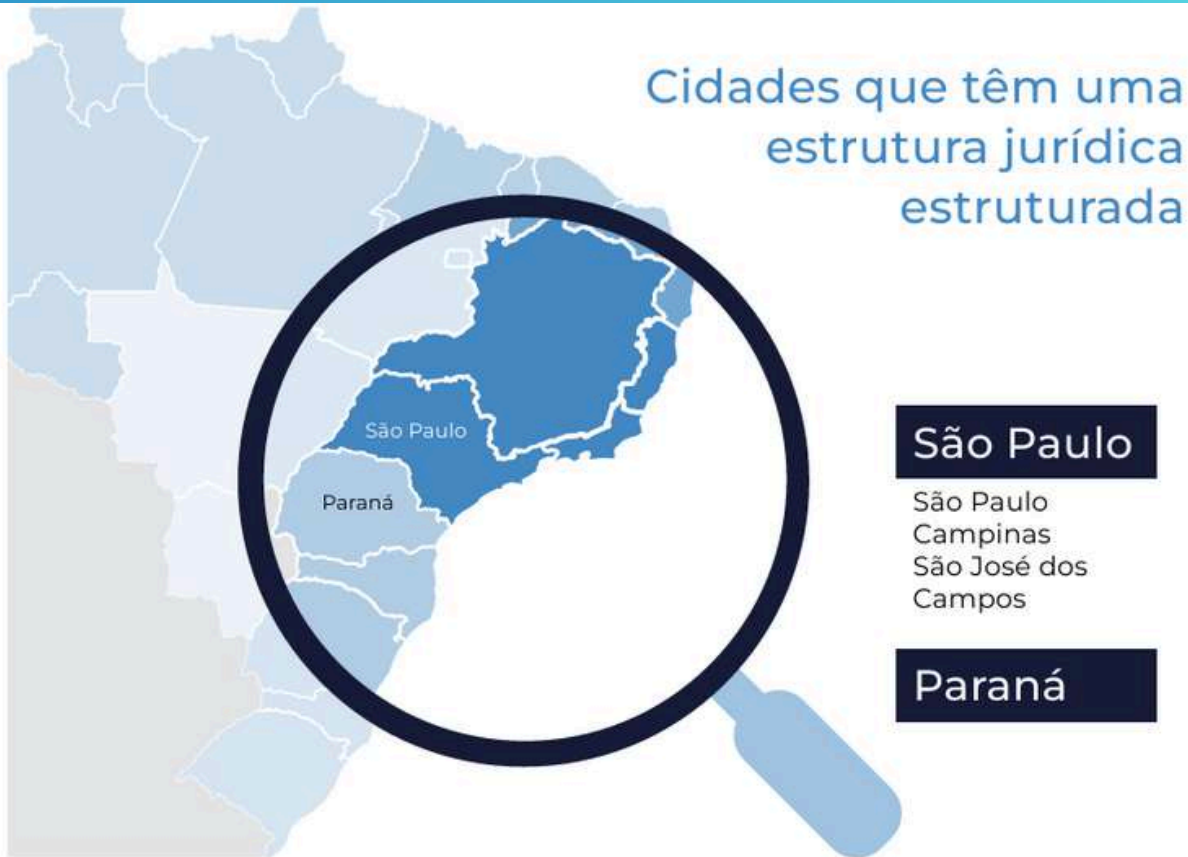 Cidades que têm uma
estrutura jurídica
estruturada
São Paulo
Paraná
São Paulo
São Paulo
Campinas
São José dos
Campos
Paraná